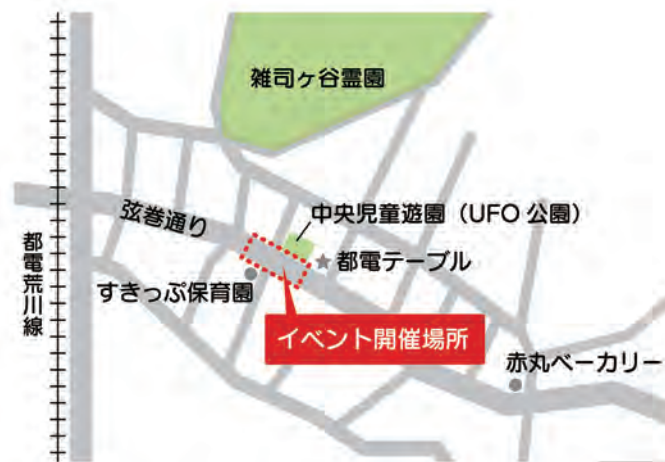 雑司ヶ谷霊園
弦巻通り
中央児童遊園（UFO 公園）
都電テーブル
都電荒川線
すきっぷ保育園
イベント開催場所
赤丸ベーカリー